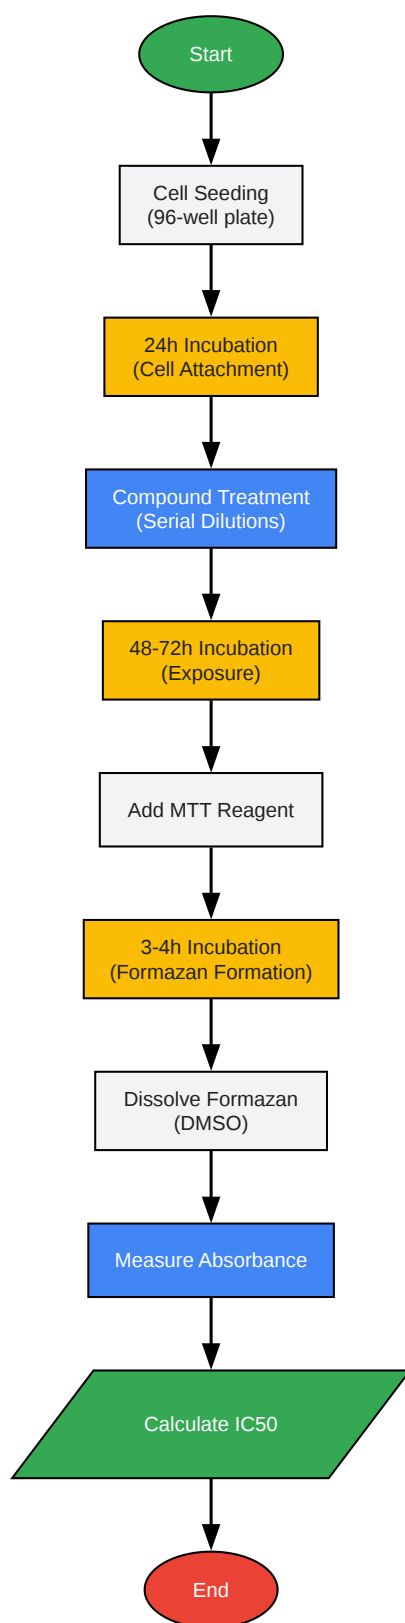 Start
Cell Seeding
(96-well plate)
24h Incubation
(Cell Attachment)
Compound Treatment
(Serial Dilutions)
48-72h Incubation
(Exposure)
Add MTT Reagent
3-4h Incubation
(Formazan Formation)
Dissolve Formazan
(DMSO)
Measure Absorbance
Calculate IC50
End